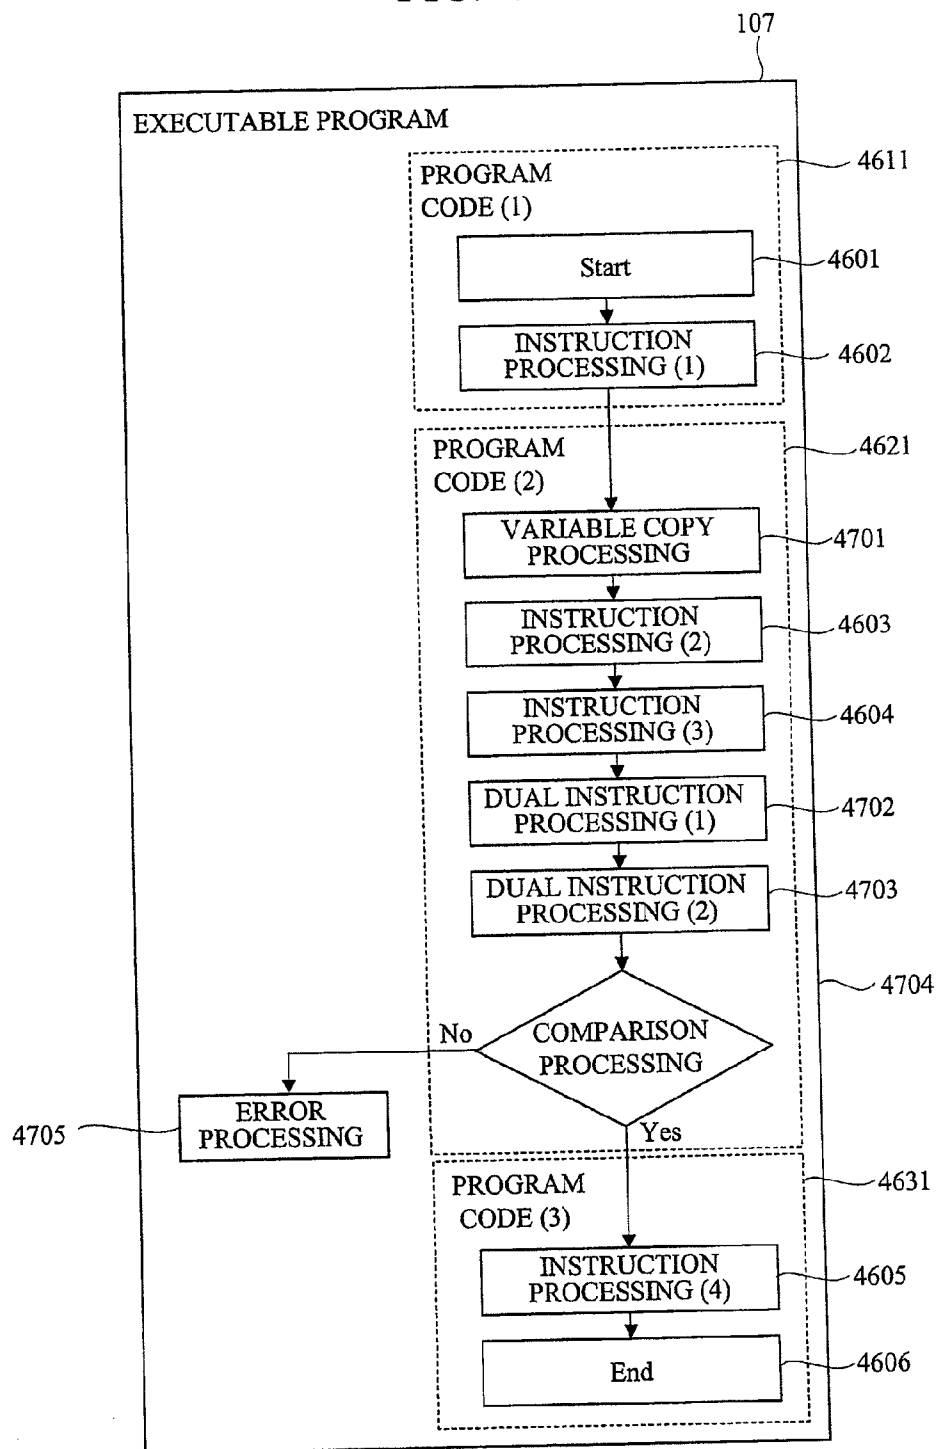 107
EXECUTABLE PROGRAM
4611
PROGRAM
CODE (1)
Start
4601
INSTRUCTION
PROCESSING (1)
4602
4621
PROGRAM
CODE (2)
VARIABLE COPY
PROCESSING
4701
INSTRUCTION
PROCESSING (2)
4603
INSTRUCTION
PROCESSING (3)
4604
DUAL INSTRUCTION
PROCESSING (1)
4702
DUAL INSTRUCTION
PROCESSING (2)
4703
4704
COMPARISON
PROCESSING
No
ERROR
PROCESSING
4705
Yes
4631
PROGRAM
CODE (3)
INSTRUCTION
PROCESSING (4)
4605
End
4606